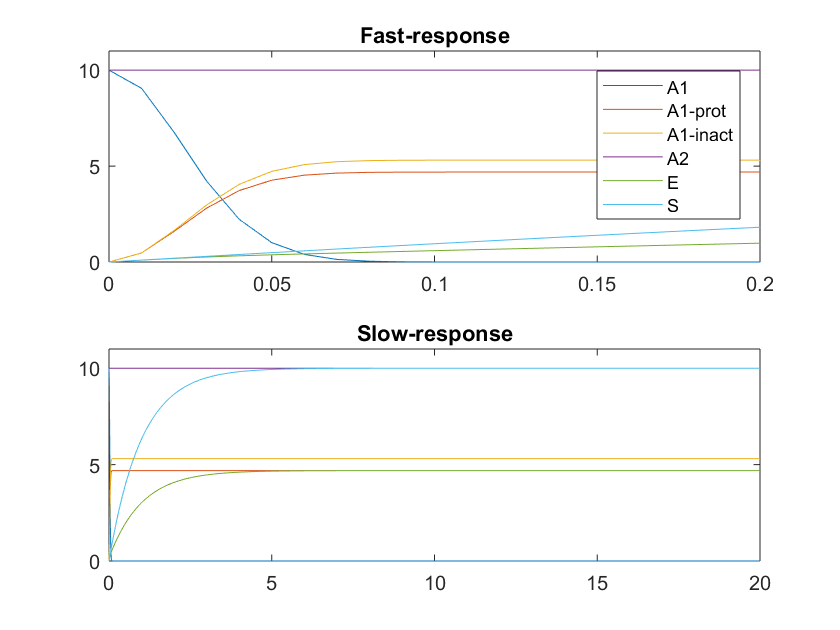 Fast-response
10
5
0
0 0.05 0.1 0.15 0.2
A1
A1-prot
A1-inact
A2
E
S
Slow-response
10
5
0
0 5 10 15 20